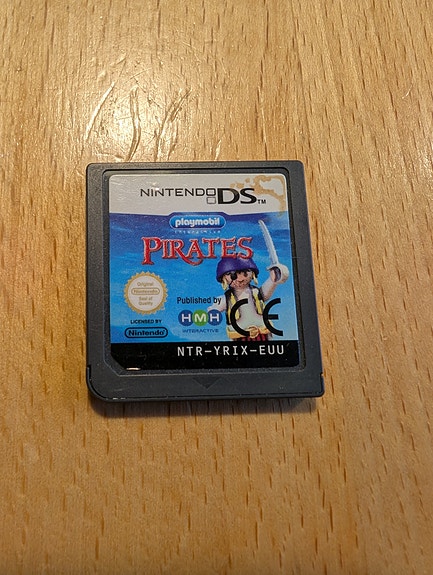 NINTENDO DS™
playmobil
interactive
PIRATES
Original
Nintendo
Seal of
Quality
Published by
HMH
INTERACTIVE
CE
LICENSED BY
Nintendo
NTR-YRIX-EUU